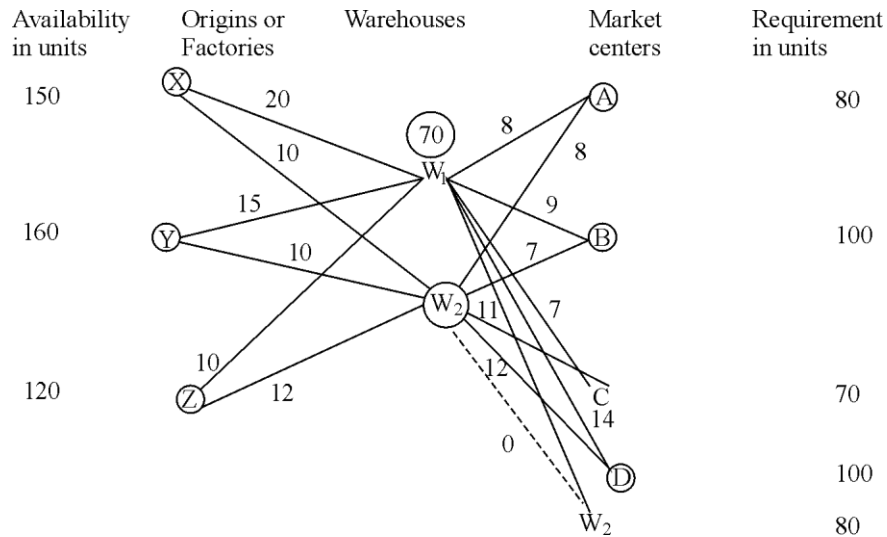 Availability Origins or Warehouses Market Requirement
in units Factories centers in units
150 X 20 70 8 A 80
10 8
W1
15 9
160 Y 10 7 B 100
W2 11 7
10 12
120 Z 12 C 70
14
0
D 100
W2 80